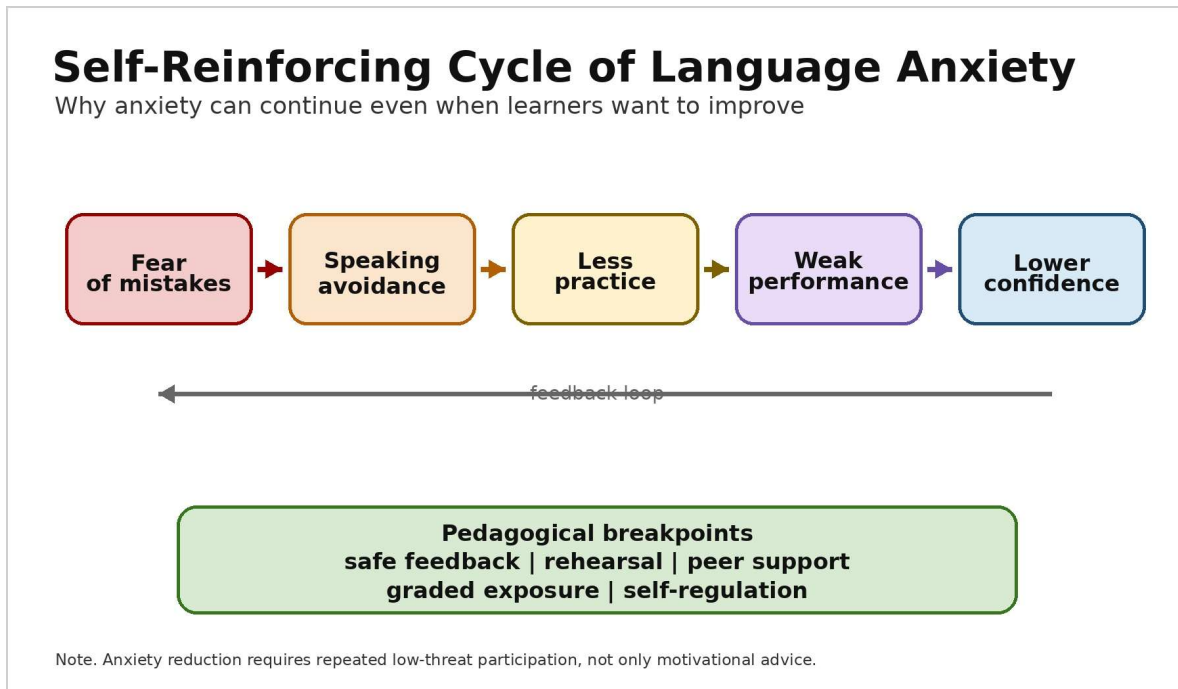 Self-Reinforcing Cycle of Language Anxiety
Why anxiety can continue even when learners want to improve
Fear
of mistakes
Speaking
avoidance
Less
practice
Weak
performance
Lower
confidence
feedback loop
Pedagogical breakpoints
safe feedback | rehearsal | peer support
graded exposure | self-regulation
Note. Anxiety reduction requires repeated low-threat participation, not only motivational advice.